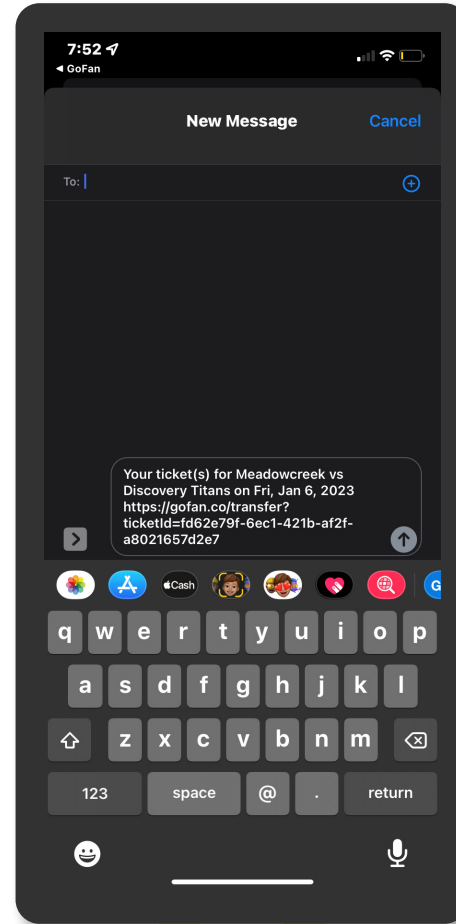 7:52
◀ GoFan
New Message
Cancel
To:
Your ticket(s) for Meadowcreek vs
Discovery Titans on Fri, Jan 6, 2023
https://gofan.co/transfer?
ticketId=fd62e79f-6ec1-421b-af2f-
a8021657d2e7
Cash
G
q w e r t y u i o p
a s d f g h j k l
z x c v b n m
123 space @ . return